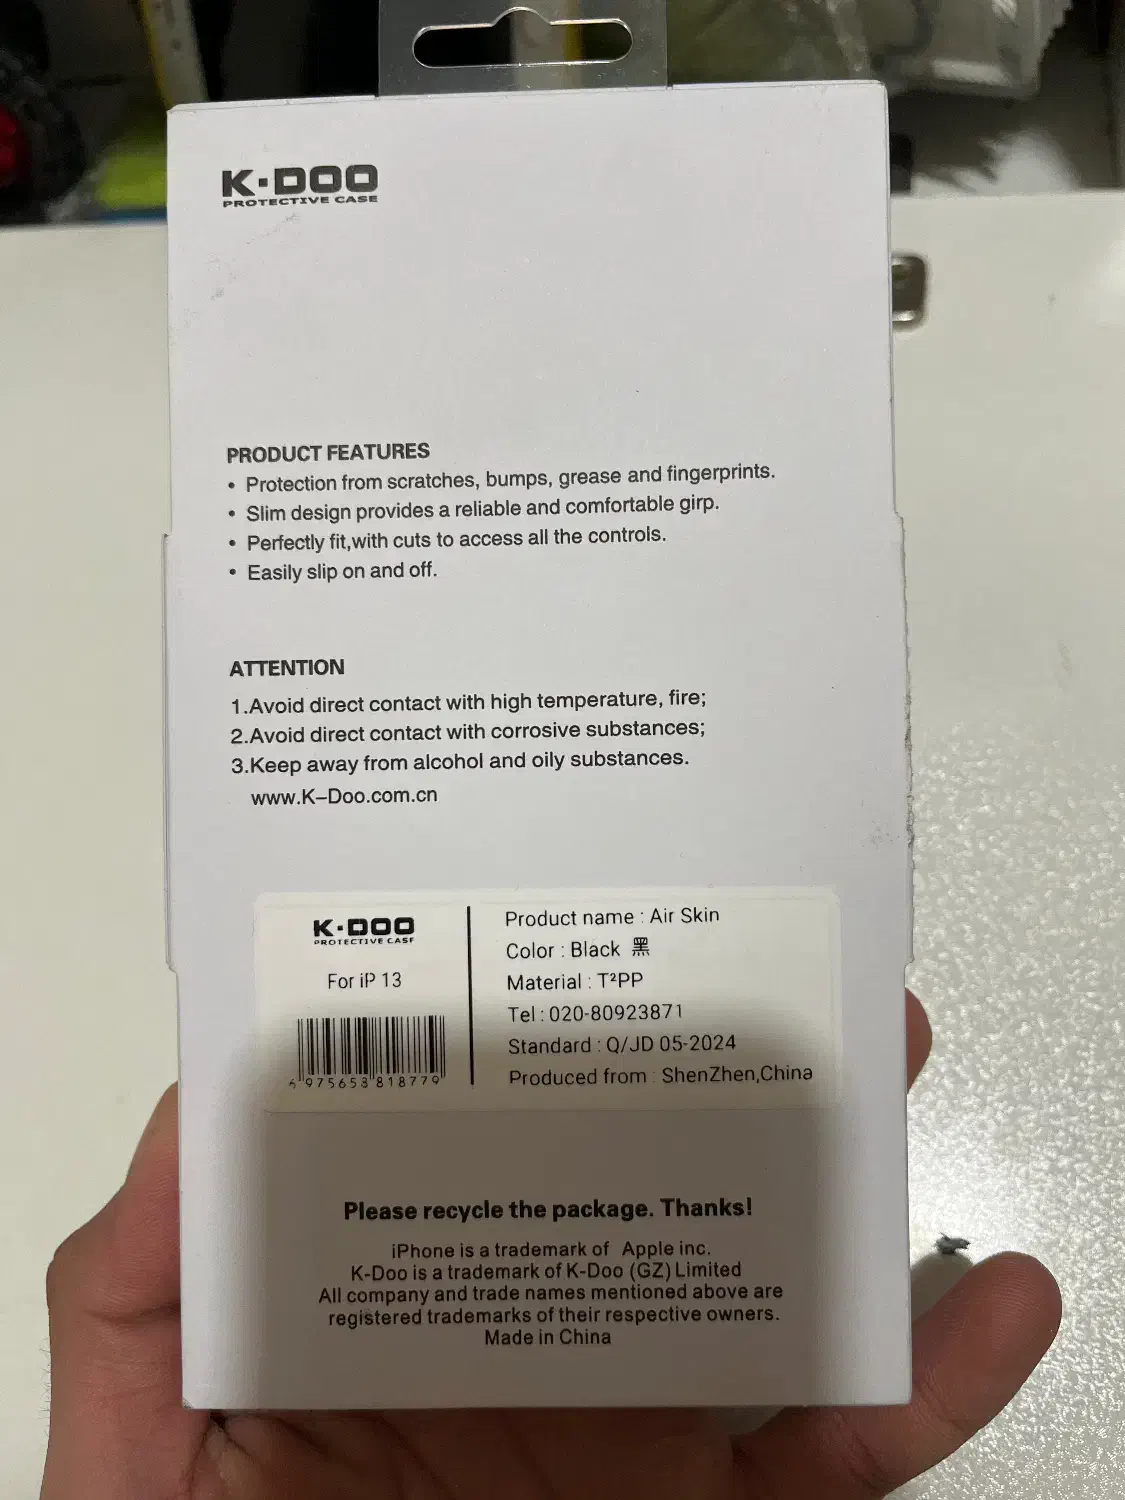 K·DOO
PROTECTIVE CASE
PRODUCT FEATURES
• Protection from scratches, bumps, grease and fingerprints.
• Slim design provides a reliable and comfortable girp.
• Perfectly fit,with cuts to access all the controls.
• Easily slip on and off.
ATTENTION
1.Avoid direct contact with high temperature, fire;
2.Avoid direct contact with corrosive substances;
3.Keep away from alcohol and oily substances.
www.K–Doo.com.cn
K·DOO
PROTECTIVE CASE
For iP 13
6 975658 818779
Product name : Air Skin
Color : Black 黑
Material : T²PP
Tel : 020-80923871
Standard : Q/JD 05-2024
Produced from : ShenZhen,China
Please recycle the package. Thanks!
iPhone is a trademark of Apple inc.
K-Doo is a trademark of K-Doo (GZ) Limited
All company and trade names mentioned above are
registered trademarks of their respective owners.
Made in China